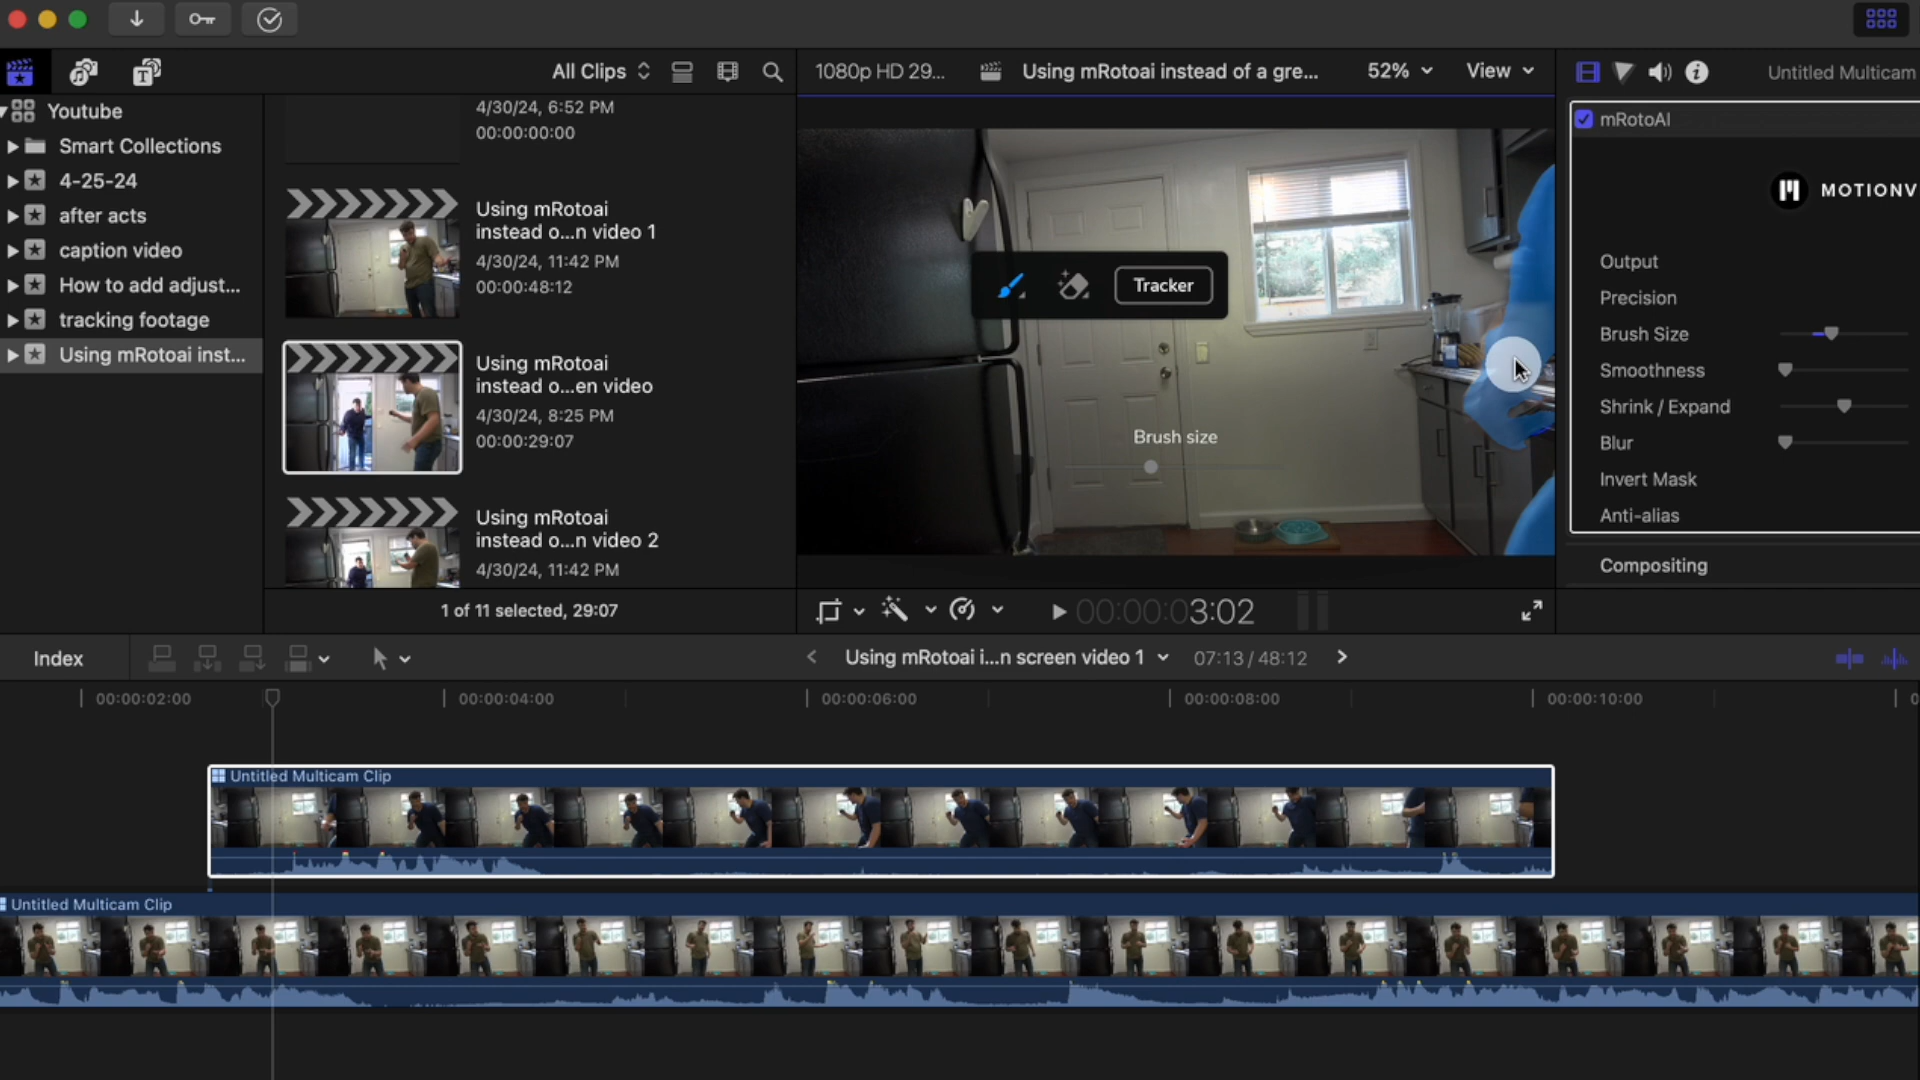 All Clips
1080p HD 29...
Using mRotoai instead of a gre...
52%
View
Untitled Multicam
Youtube
Smart Collections
4-25-24
after acts
caption video
How to add adjust...
tracking footage
Using mRotoai inst...
4/30/24, 6:52 PM
00:00:00:00
Using mRotoai
instead o...n video 1
4/30/24, 11:42 PM
00:00:48:12
Using mRotoai
instead o...en video
4/30/24, 8:25 PM
00:00:29:07
Using mRotoai
instead o...n video 2
4/30/24, 11:42 PM
1 of 11 selected, 29:07
Tracker
Brush size
00:00:03:02
mRotoAI
MOTIONV
Output
Precision
Brush Size
Smoothness
Shrink / Expand
Blur
Invert Mask
Anti-alias
Compositing
Index
Using mRotoai i...n screen video 1
07:13 / 48:12
00:00:02:00
00:00:04:00
00:00:06:00
00:00:08:00
00:00:10:00
0
Untitled Multicam Clip
Untitled Multicam Clip